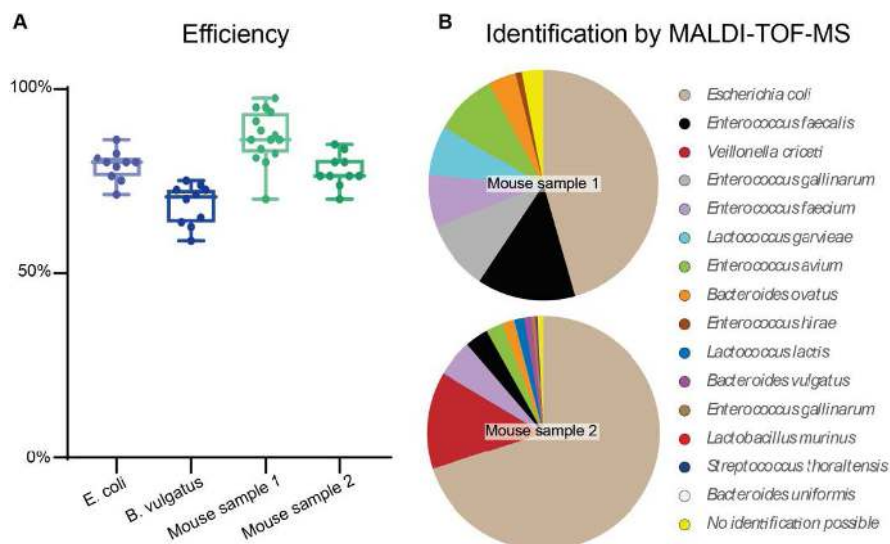 A
Efficiency
100%
50%
0%
E. coli
B. vulgatus
Mouse sample 1
Mouse sample 2
B
Identification by MALDI-TOF-MS
Mouse sample 1
Mouse sample 2
Escherichia coli
Enterococcus faecalis
Veillonella criceti
Enterococcus gallinarum
Enterococcus faecium
Lactococcus garvieae
Enterococcus avium
Bacteroides ovatus
Enterococcus hirae
Lactococcus lactis
Bacteroides vulgatus
Enterococcus gallinarum
Lactobacillus murinus
Streptococcus thoraltensis
Bacteroides uniformis
No identification possible